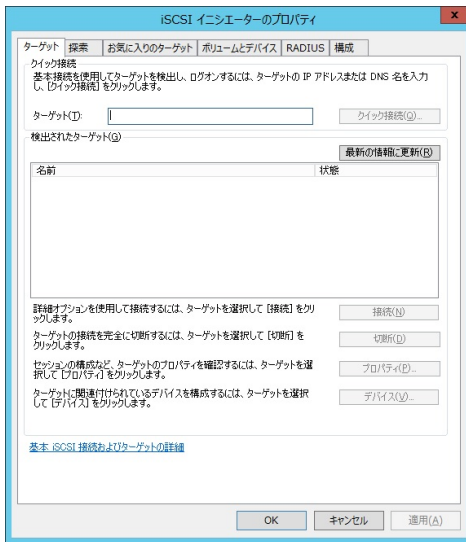 iSCSI イニシエーターのプロパティ
x
ターゲット 探索 お気に入りのターゲット ボリュームとデバイス RADIUS 構成
クイック接続
基本接続を使用してターゲットを検出し、ログオンするには、ターゲットの IP アドレスまたは DNS 名を入力
し、[クイック接続] をクリックします。
ターゲット(T): クイック接続(Q)...
検出されたターゲット(G)
最新の情報に更新(R)
名前 状態
詳細オプションを使用して接続するには、ターゲットを選択して [接続] をクリ
ックします。
接続(N)
ターゲットの接続を完全に切断するには、ターゲットを選択して [切断] を
クリックします。
切断(D)
セッションの構成など、ターゲットのプロパティを確認するには、ターゲットを選
択して [プロパティ] をクリックします。
プロパティ(P)...
ターゲットに関連付けられているデバイスを構成するには、ターゲットを選択
して [デバイス] をクリックします。
デバイス(V)...
基本 iSCSI 接続およびターゲットの詳細
OK キャンセル 適用(A)